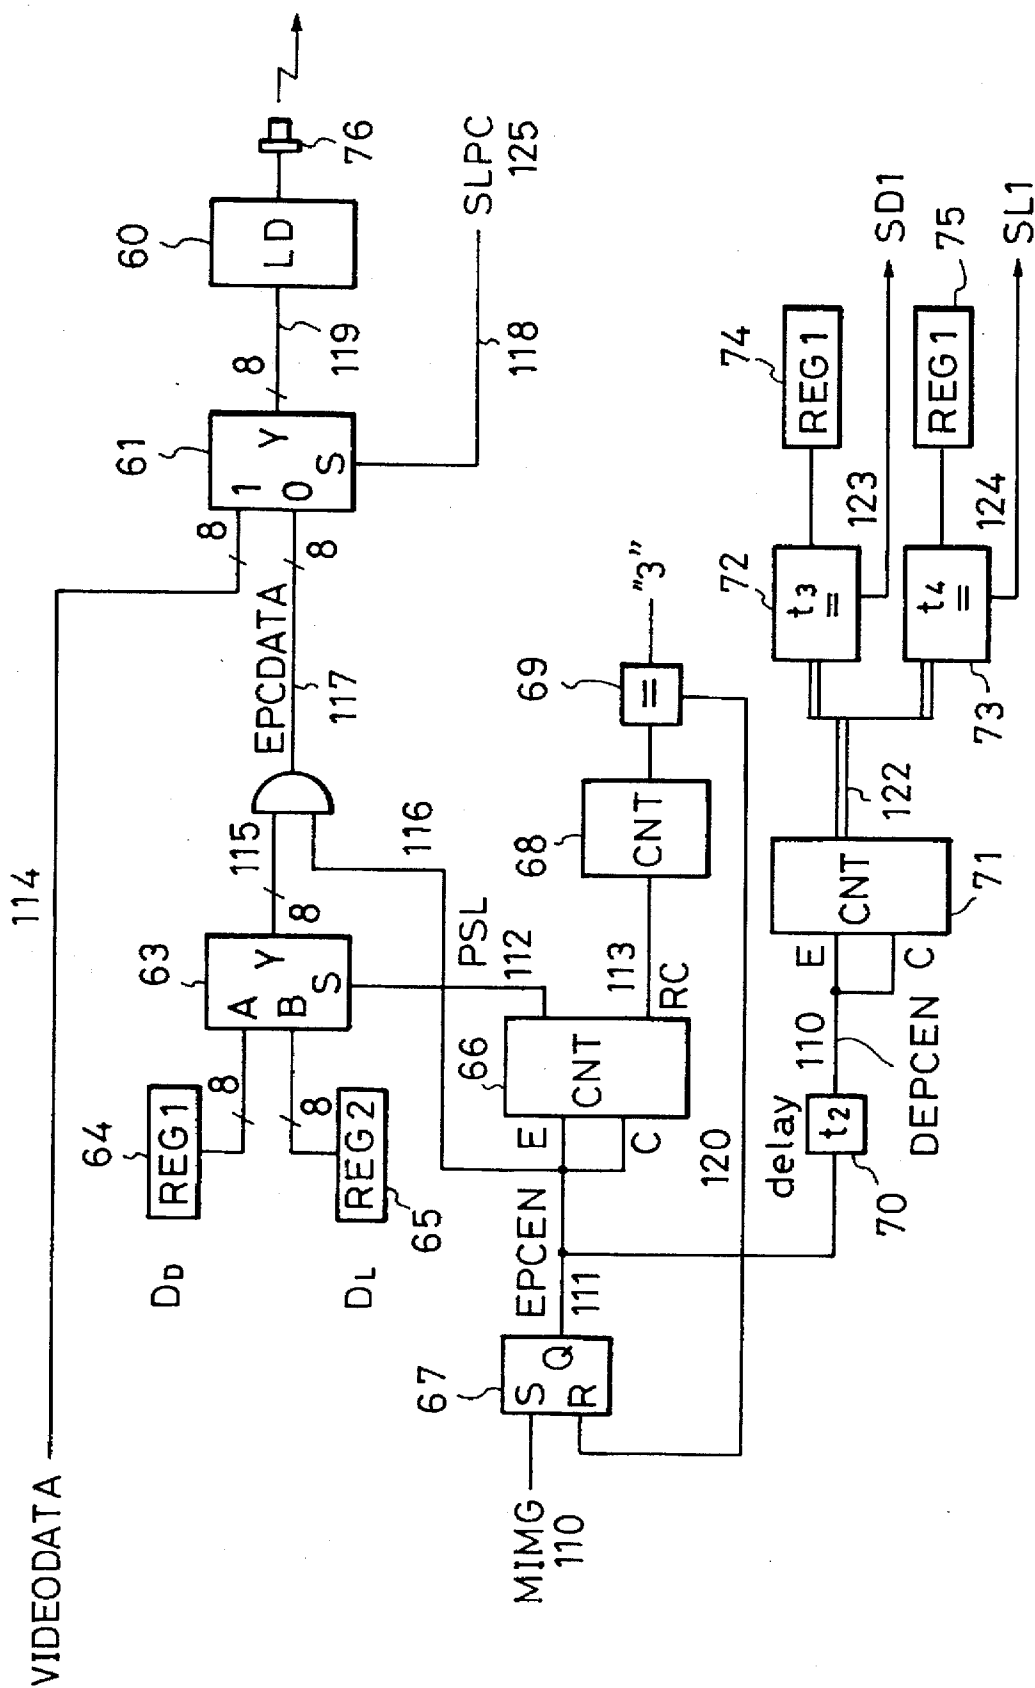 VIDEODATA
114
DD
64
REG1
8
65
REG2
8
DL
63
A
B
Y
S
115
8
116
EPCDATA
117
8
8
61
1
0
Y
S
8
119
60
LD
76
118
SLPC
125
MIMG
110
67
S
Q
R
EPCEN
111
66
E
C
CNT
PSL
112
113
RC
68
CNT
69
=
"3"
120
delay
t2
70
110
DEPCEN
E
C
CNT
71
122
72
t3
=
74
REG1
123
SD1
73
t4
=
75
REG1
124
SL1